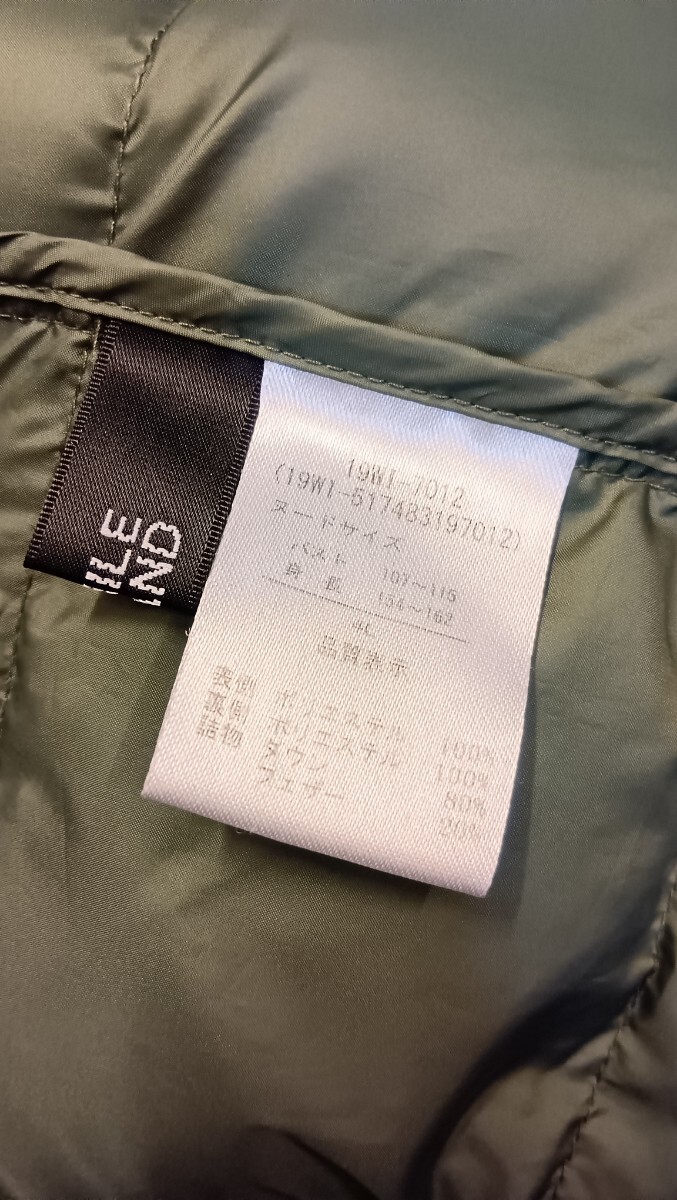 19WI-7012
(19WI-517483197012)
ヌードサイズ
バスト 107~115
身長 154~162
4L
品質表示
表側 ポリエステル 100%
裏側 ポリエステル 100%
詰物 ダウン 80%
フェザー 20%
ILE
AND